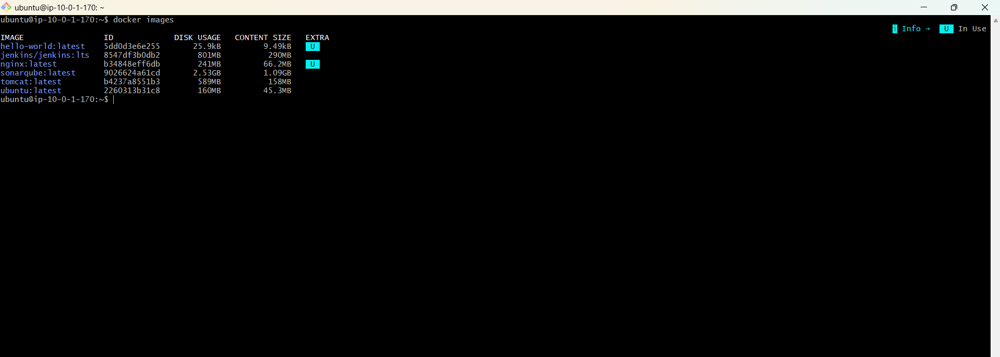 ubuntu@ip-10-0-1-170: ~
ubuntu@ip-10-0-1-170:~$ docker images
i Info → U In Use
IMAGE ID DISK USAGE CONTENT SIZE EXTRA
hello-world:latest 5dd0d3e6e255 25.9kB 9.49kB U
jenkins/jenkins:lts 8547df3b0db2 801MB 290MB
nginx:latest b34848eff6db 241MB 66.2MB U
sonarqube:latest 9026624a61cd 2.53GB 1.09GB
tomcat:latest b4237a8551b3 589MB 158MB
ubuntu:latest 2260313b31c8 160MB 45.3MB
ubuntu@ip-10-0-1-170:~$